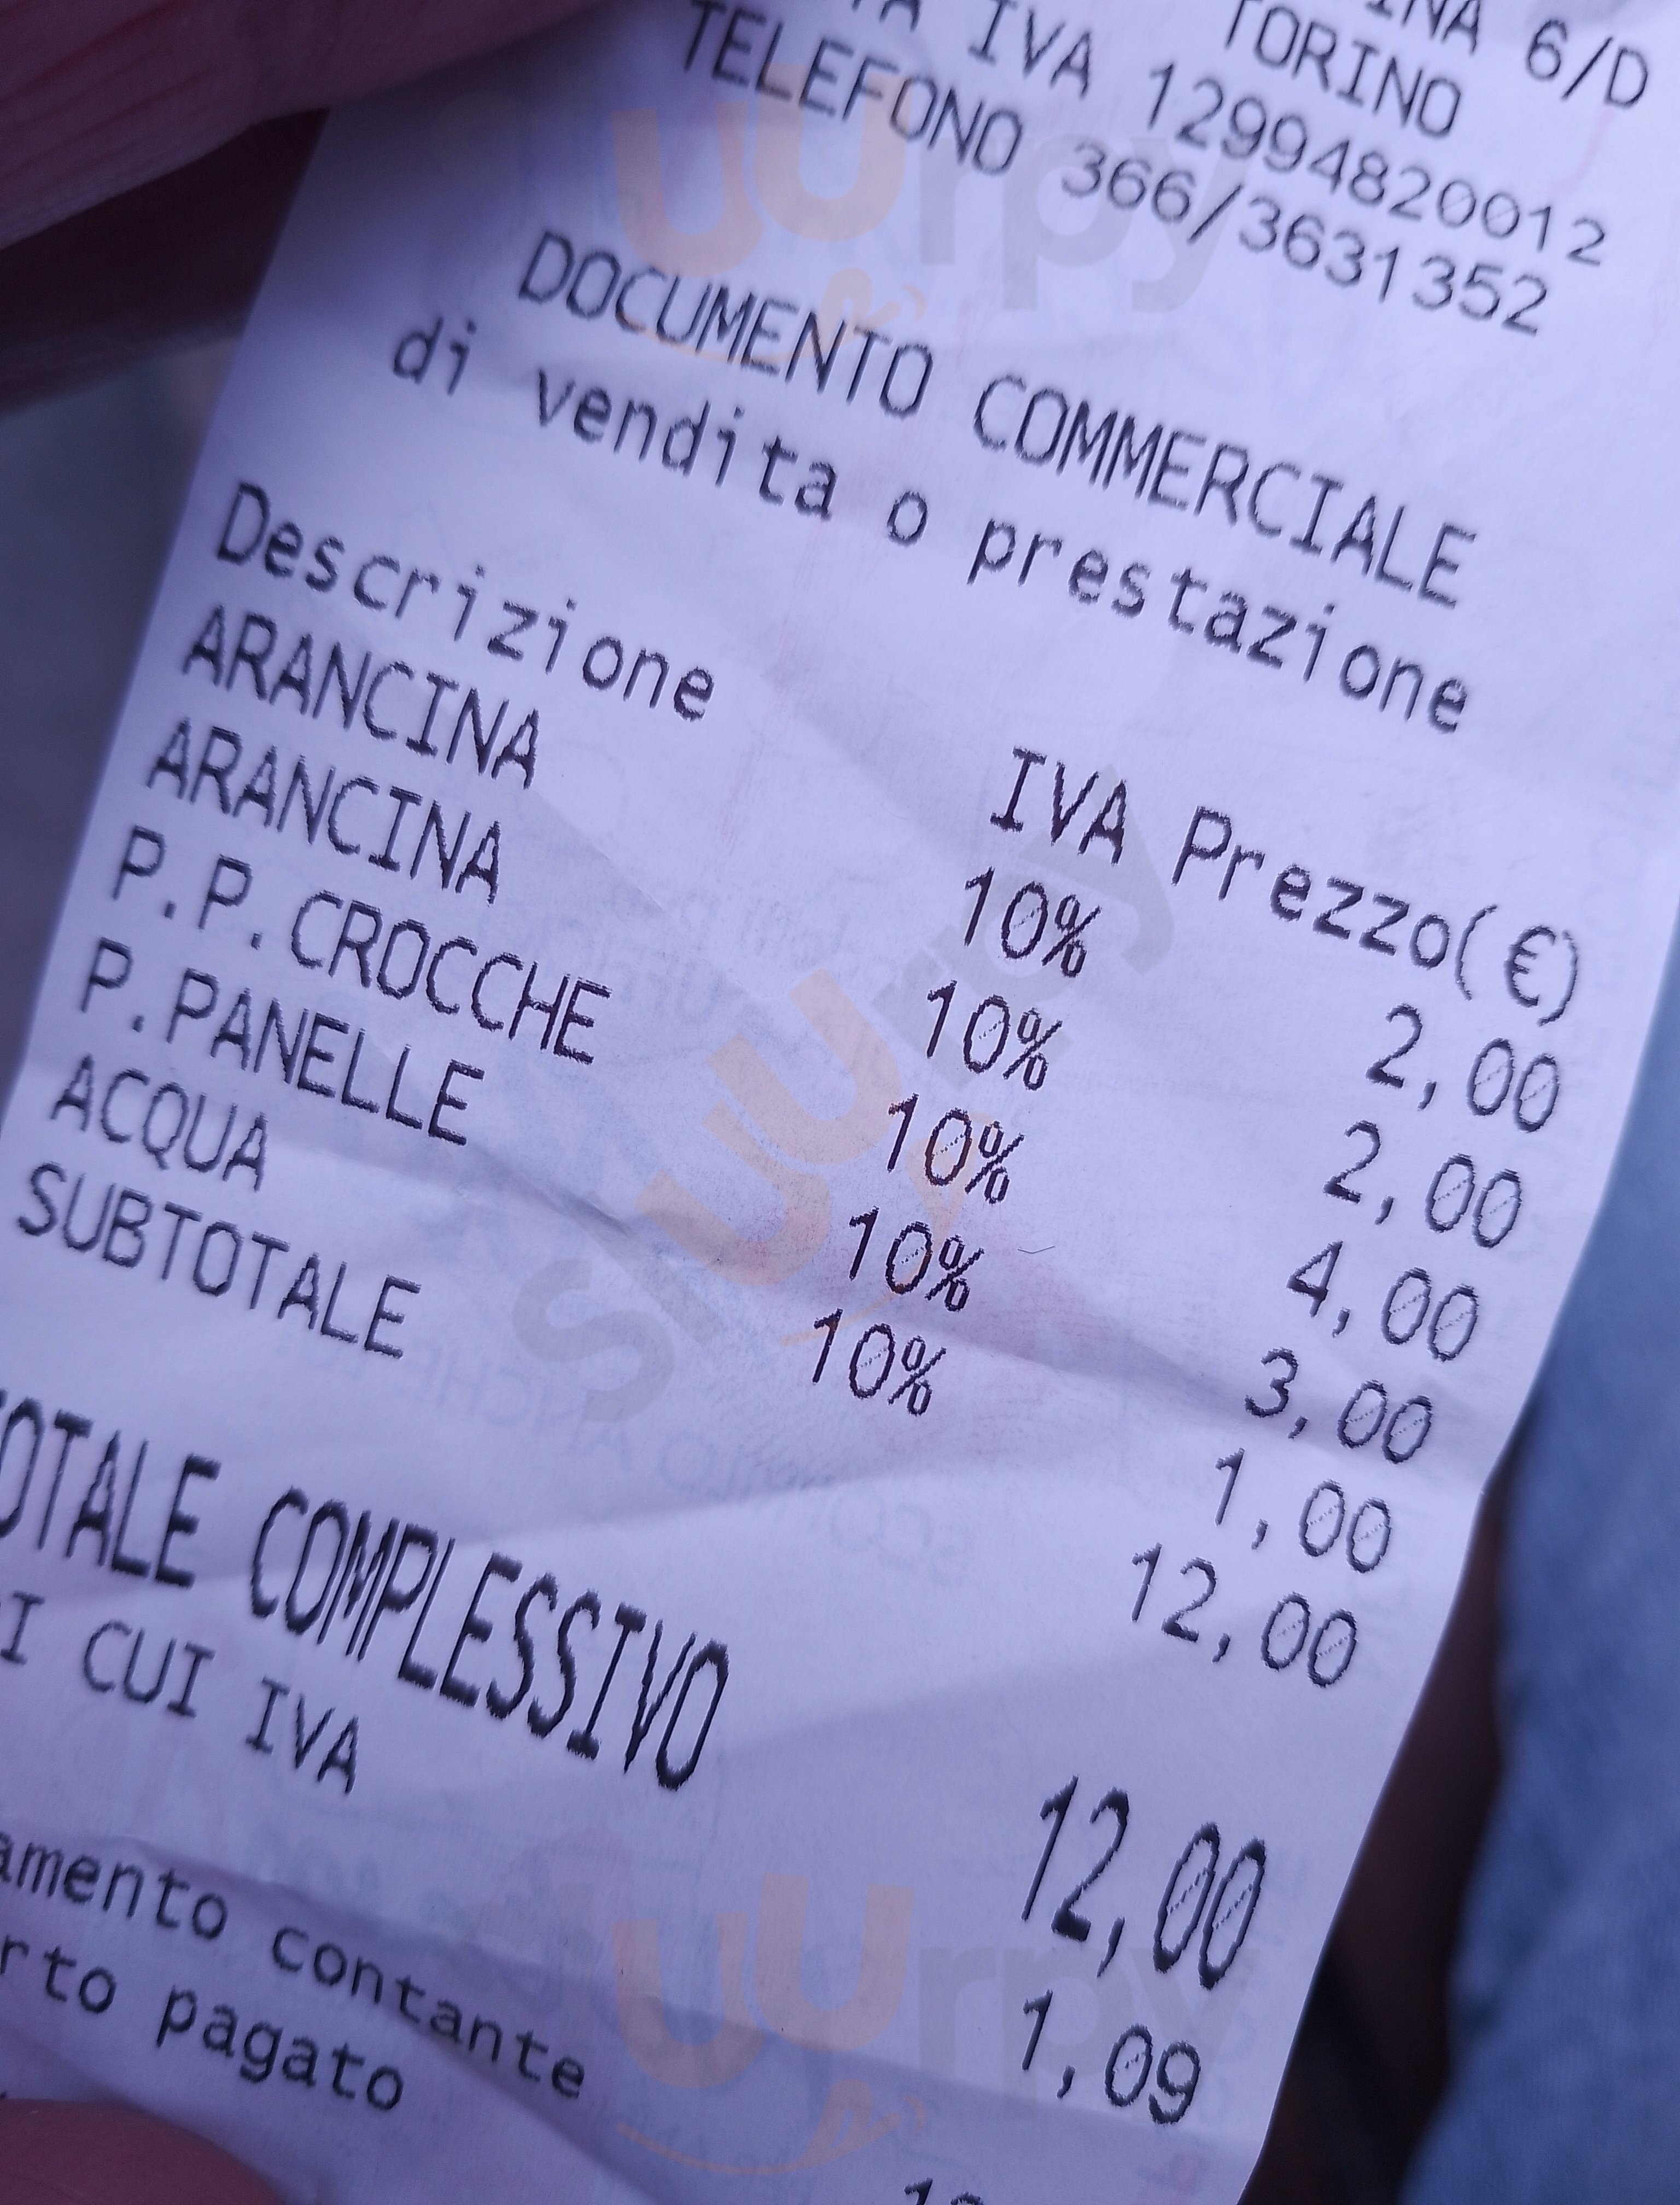 6/D
TORINO
IVA 12994820012
TELEFONO 366/3631352
DOCUMENTO COMMERCIALE
di vendita o prestazione
Descrizione IVA Prezzo(€)
ARANCINA 10% 2,00
ARANCINA 10% 2,00
P.P.CROCCHE 10% 4,00
P.PANELLE 10% 3,00
ACQUA 10% 1,00
SUBTOTALE 12,00
OTALE COMPLESSIVO 12,00
DI CUI IVA 1,09
amento contante
rto pagato
slurpy